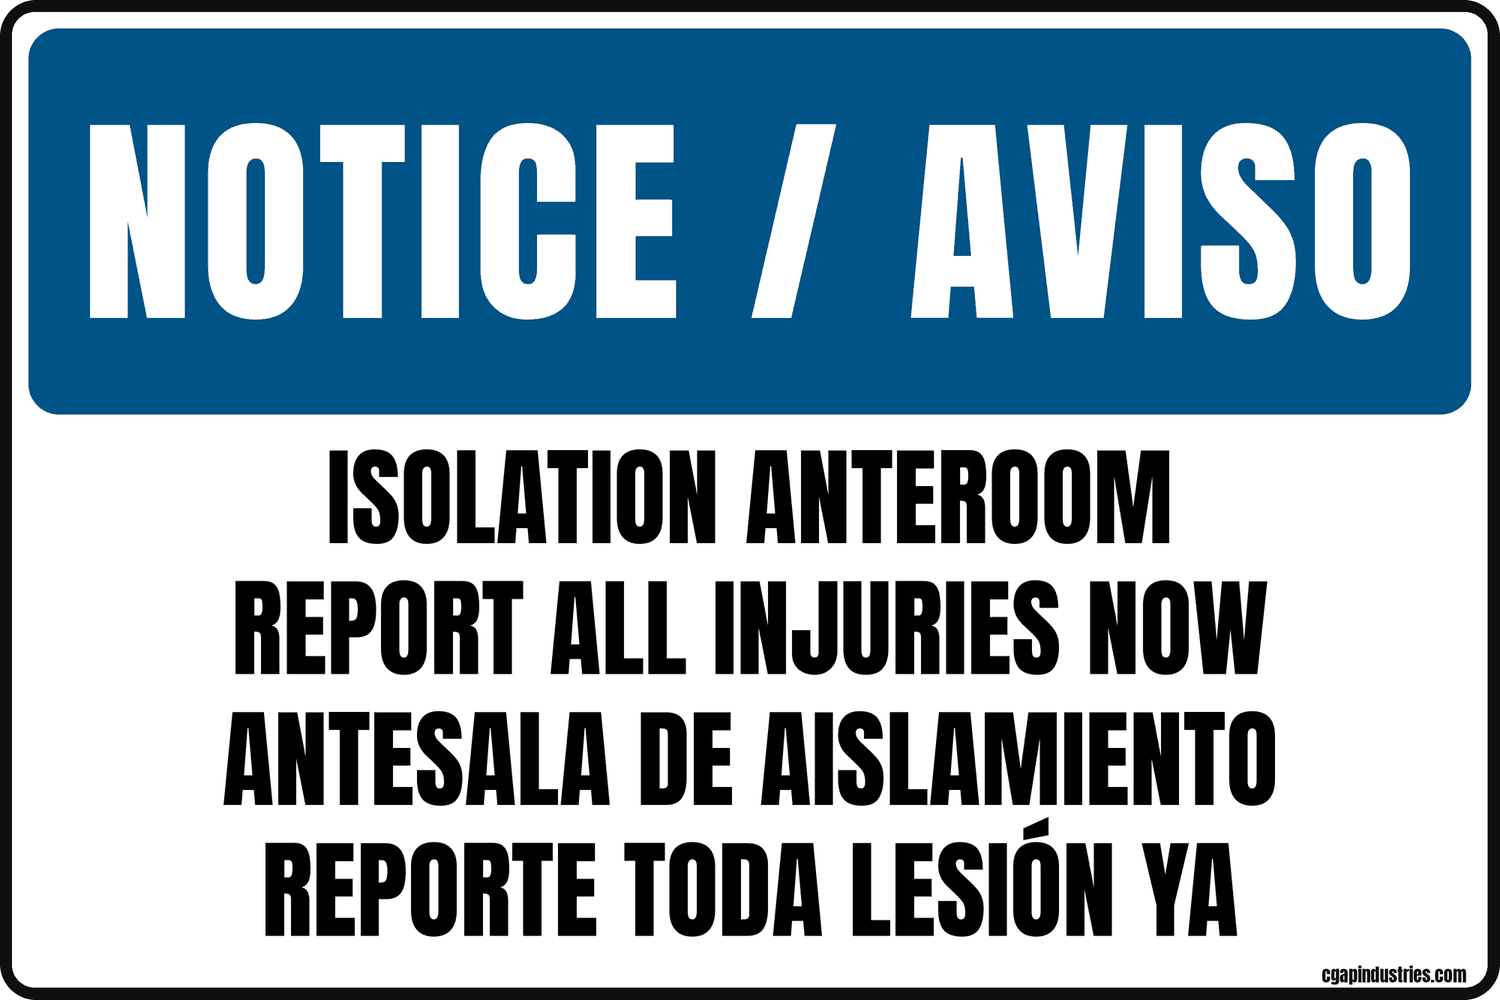 NOTICE / AVISO
ISOLATION ANTEROOM
REPORT ALL INJURIES NOW
ANTESALA DE AISLAMIENTO
REPORTE TODA LESIÓN YA
cgapindustries.com